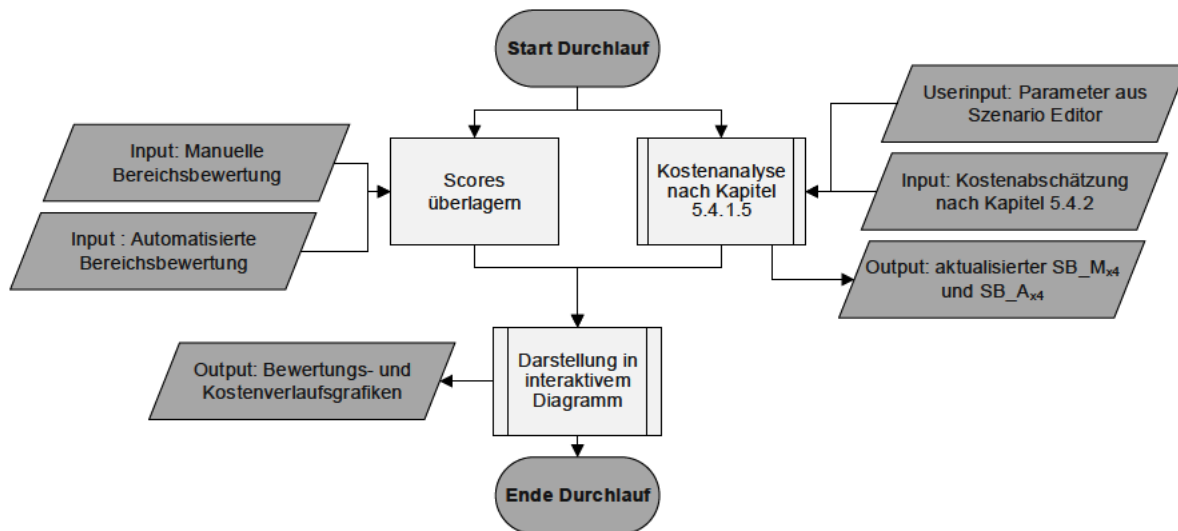 Start Durchlauf
Userinput: Parameter aus
Szenario Editor
Input: Manuelle
Bereichsbewertung
Scores
überlagern
Kostenanalyse
nach Kapitel
5.4.1.5
Input: Kostenabschätzung
nach Kapitel 5.4.2
Input : Automatisierte
Bereichsbewertung
Output: aktualisierter SB_Mx4
und SB_Ax4
Darstellung in
interaktivem
Diagramm
Output: Bewertungs- und
Kostenverlaufsgrafiken
Ende Durchlauf